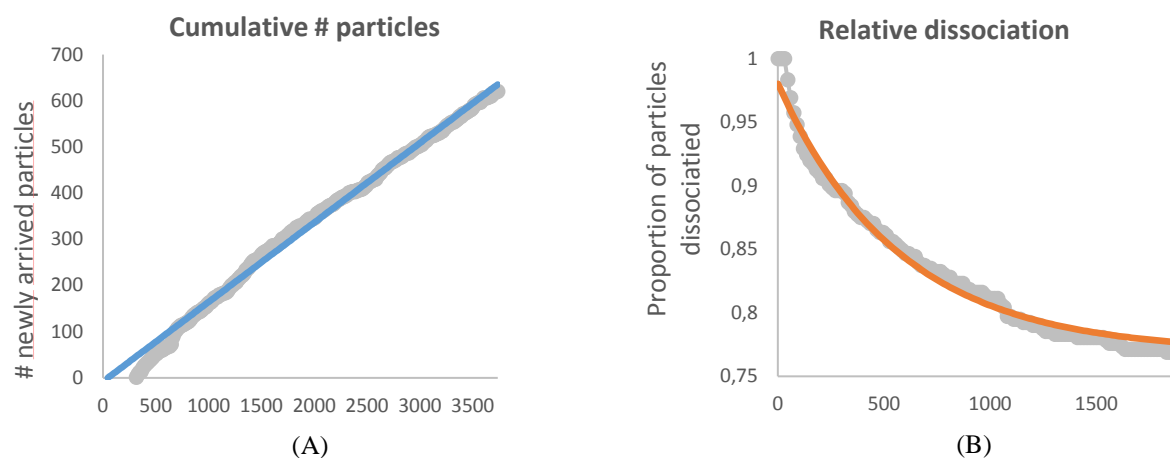 Cumulative # particles
# newly arrived particles
700
600
500
400
300
200
100
0
0 500 1000 1500 2000 2500 3000 3500
(A)
Relative dissociation
Proportion of particles
dissociatied
1
0,95
0,9
0,85
0,8
0,75
0 500 1000 1500
(B)